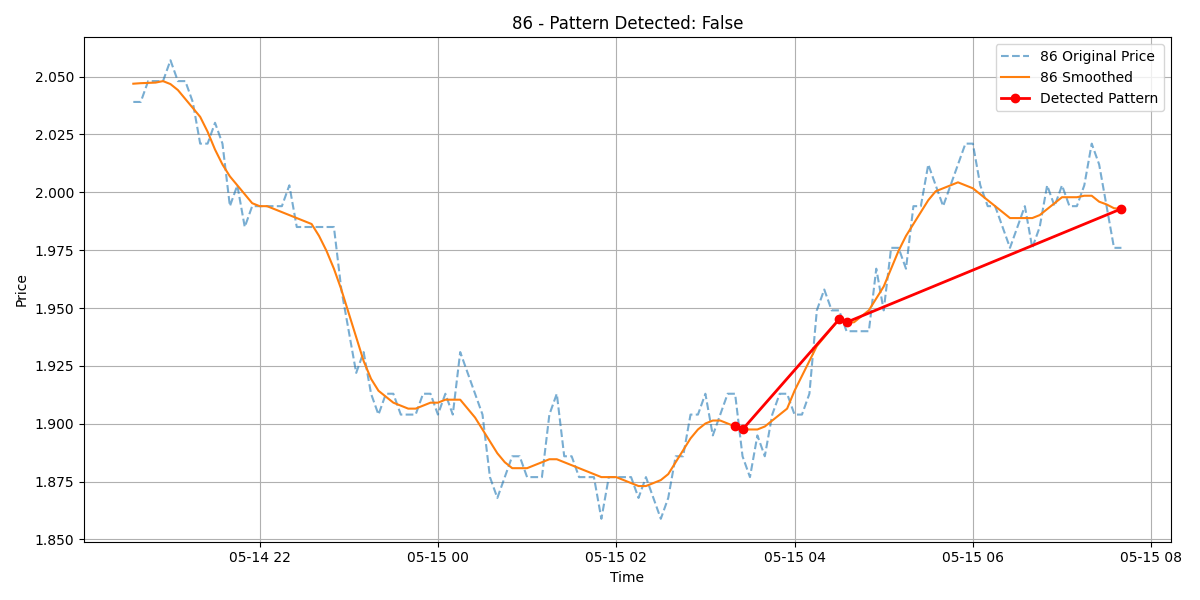 86 - Pattern Detected: False
86 Original Price
86 Smoothed
Detected Pattern
Price
2.050
2.025
2.000
1.975
1.950
1.925
1.900
1.875
1.850
05-14 22
05-15 00
05-15 02
05-15 04
05-15 06
05-15 08
Time